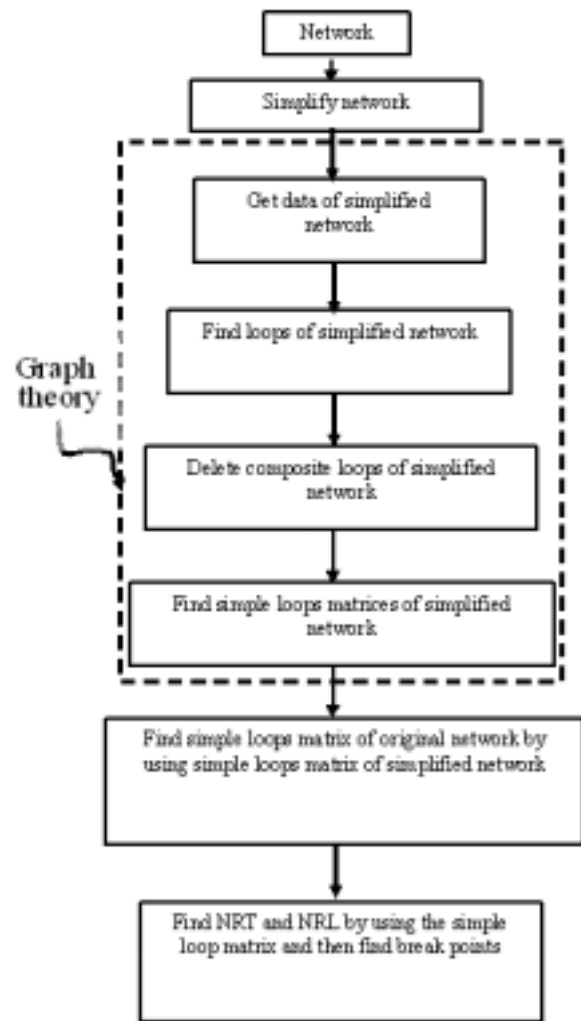 Network
Simplify network
Get data of simplified
network
Find loops of simplified network
Graph
theory
Delete composite loops of simplified
network
Find simple loops matrices of simplified
network
Find simple loops matrix of original network by
using simple loops matrix of simplified network
Find NRT and NRL by using the simple
loop matrix and then find break points